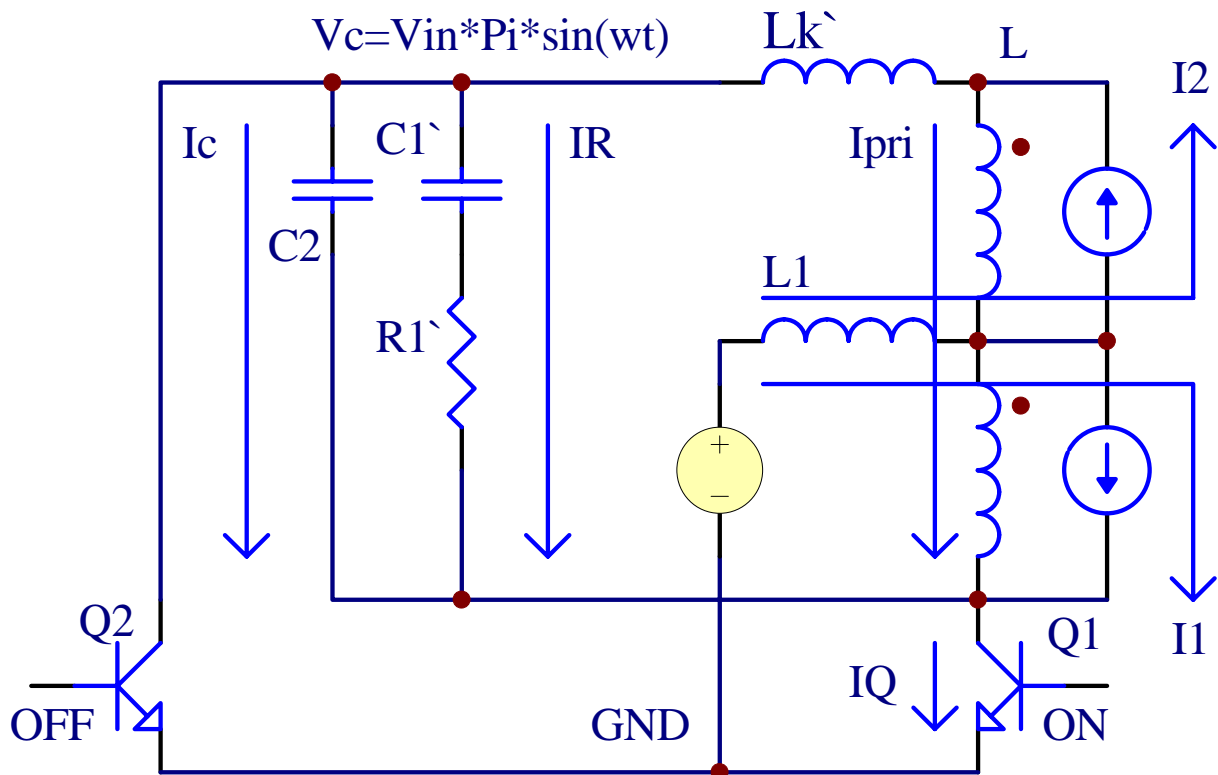 Vc=Vin*Pi*sin(wt)
Lk`
L
I2
Ic
C1`
IR
Ipri
C2
L1
R1`
+
−
Q2
Q1
I1
IQ
OFF
GND
ON